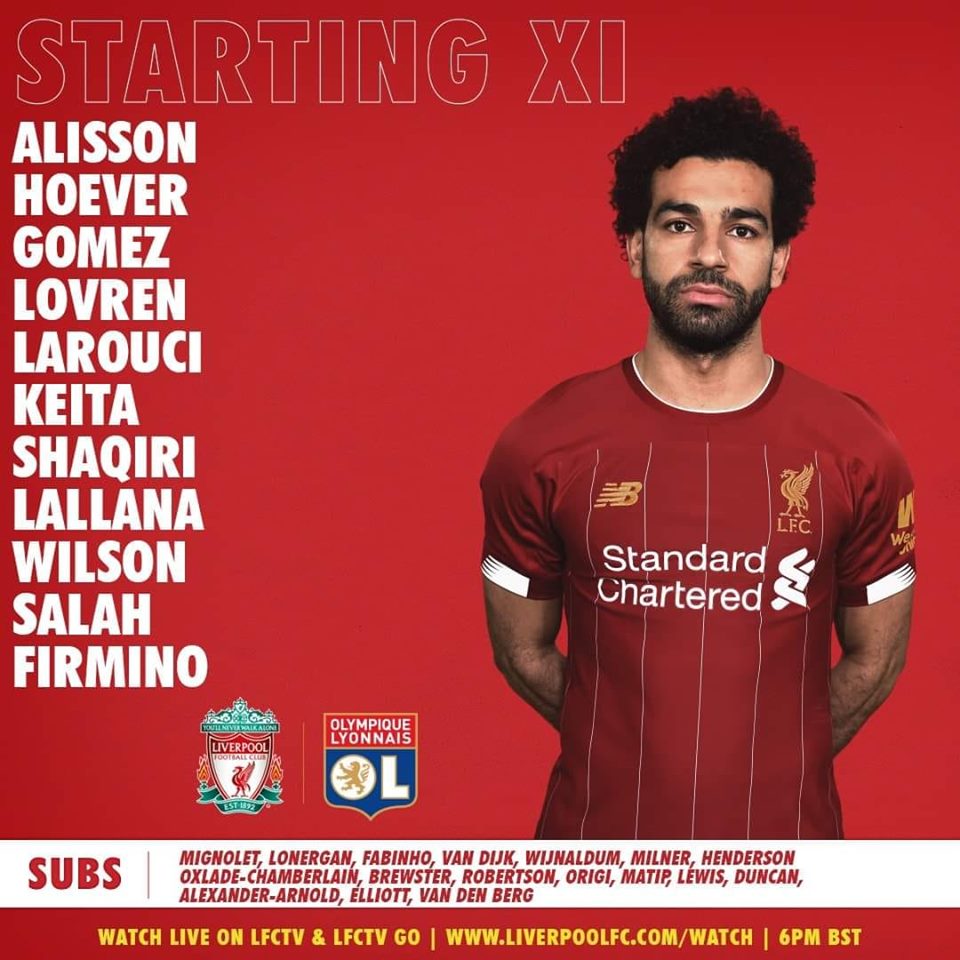 STARTING XI
ALISSON
HOEVER
GOMEZ
LOVREN
LAROUCI
KEITA
SHAQIRI
LALLANA
WILSON
SALAH
FIRMINO
NB
L.F.C.
Standard
Chartered
YOU'LL NEVER WALK ALONE
LIVERPOOL
FOOTBALL CLUB
EST·1892
OLYMPIQUE
LYONNAIS
OL
SUBS
MIGNOLET, LONERGAN, FABINHO, VAN DIJK, WIJNALDUM, MILNER, HENDERSON
OXLADE-CHAMBERLAIN, BREWSTER, ROBERTSON, ORIGI, MATIP, LEWIS, DUNCAN,
ALEXANDER-ARNOLD, ELLIOTT, VAN DEN BERG
WATCH LIVE ON LFCTV & LFCTV GO | WWW.LIVERPOOLFC.COM/WATCH | 6PM BST